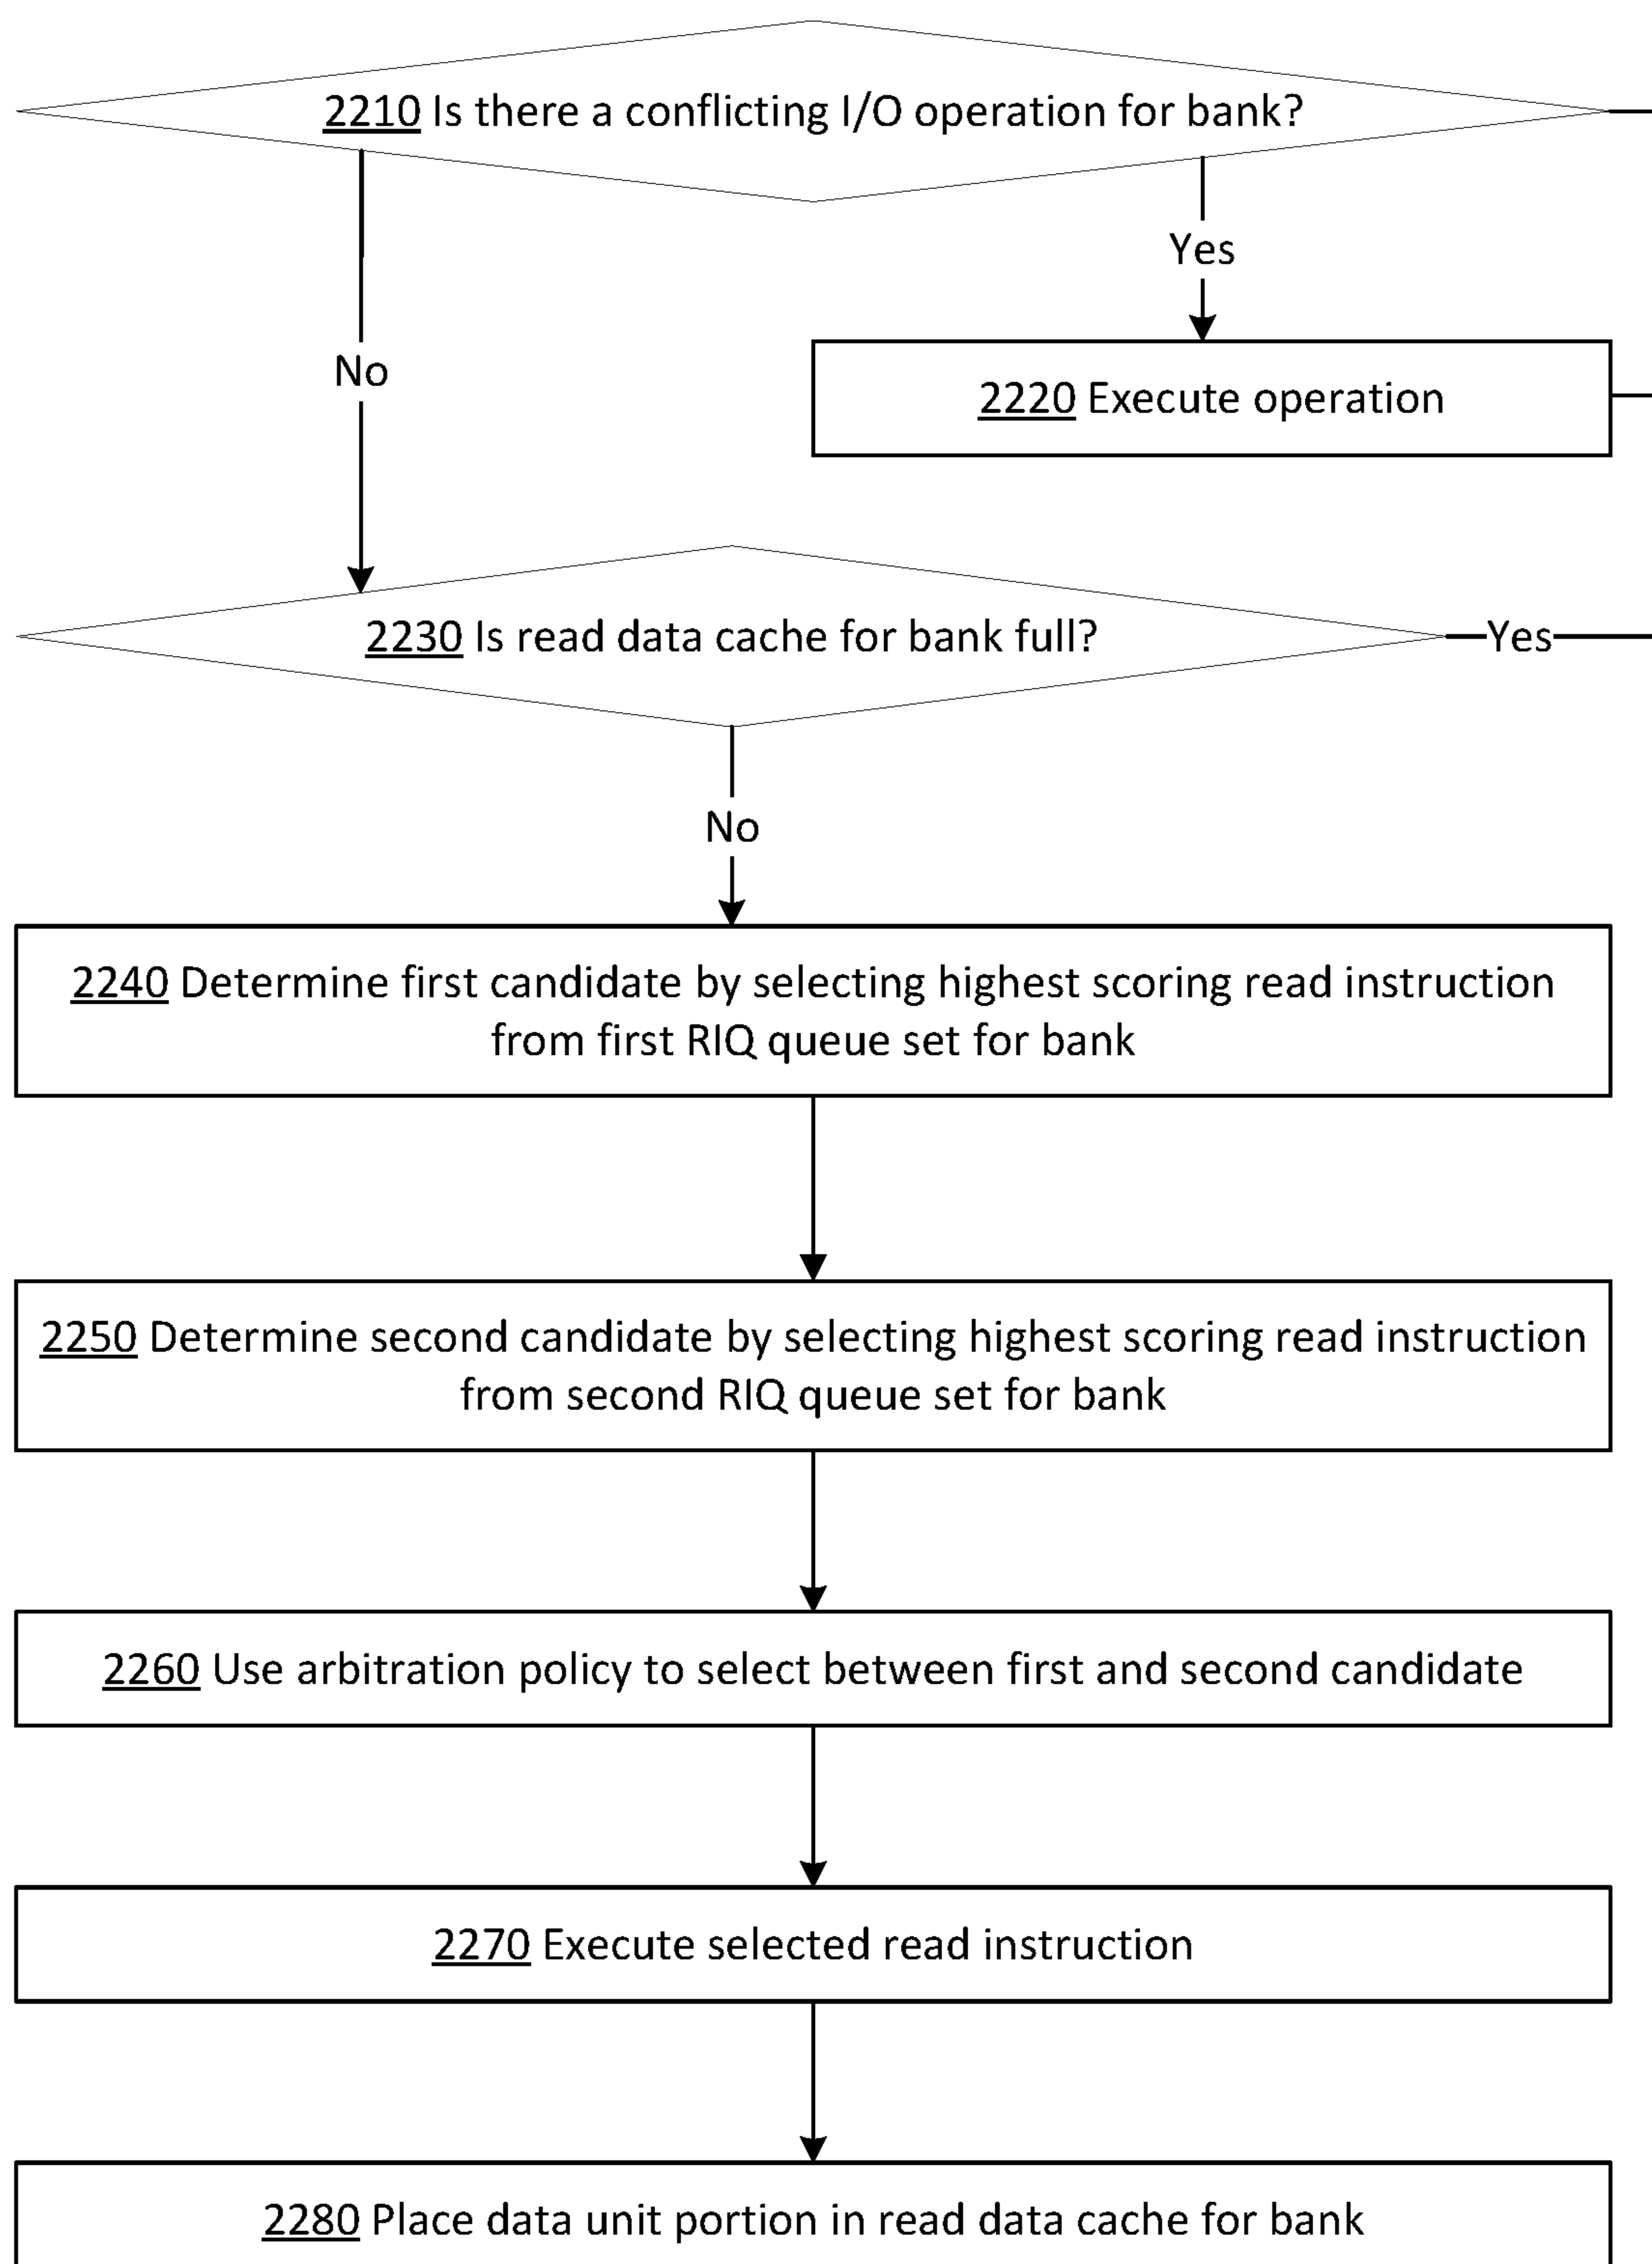 2210 Is there a conflicting I/O operation for bank?
Yes
No
2220 Execute operation
2230 Is read data cache for bank full?
Yes
No
2240 Determine first candidate by selecting highest scoring read instruction
from first RIQ queue set for bank
2250 Determine second candidate by selecting highest scoring read instruction
from second RIQ queue set for bank
2260 Use arbitration policy to select between first and second candidate
2270 Execute selected read instruction
2280 Place data unit portion in read data cache for bank